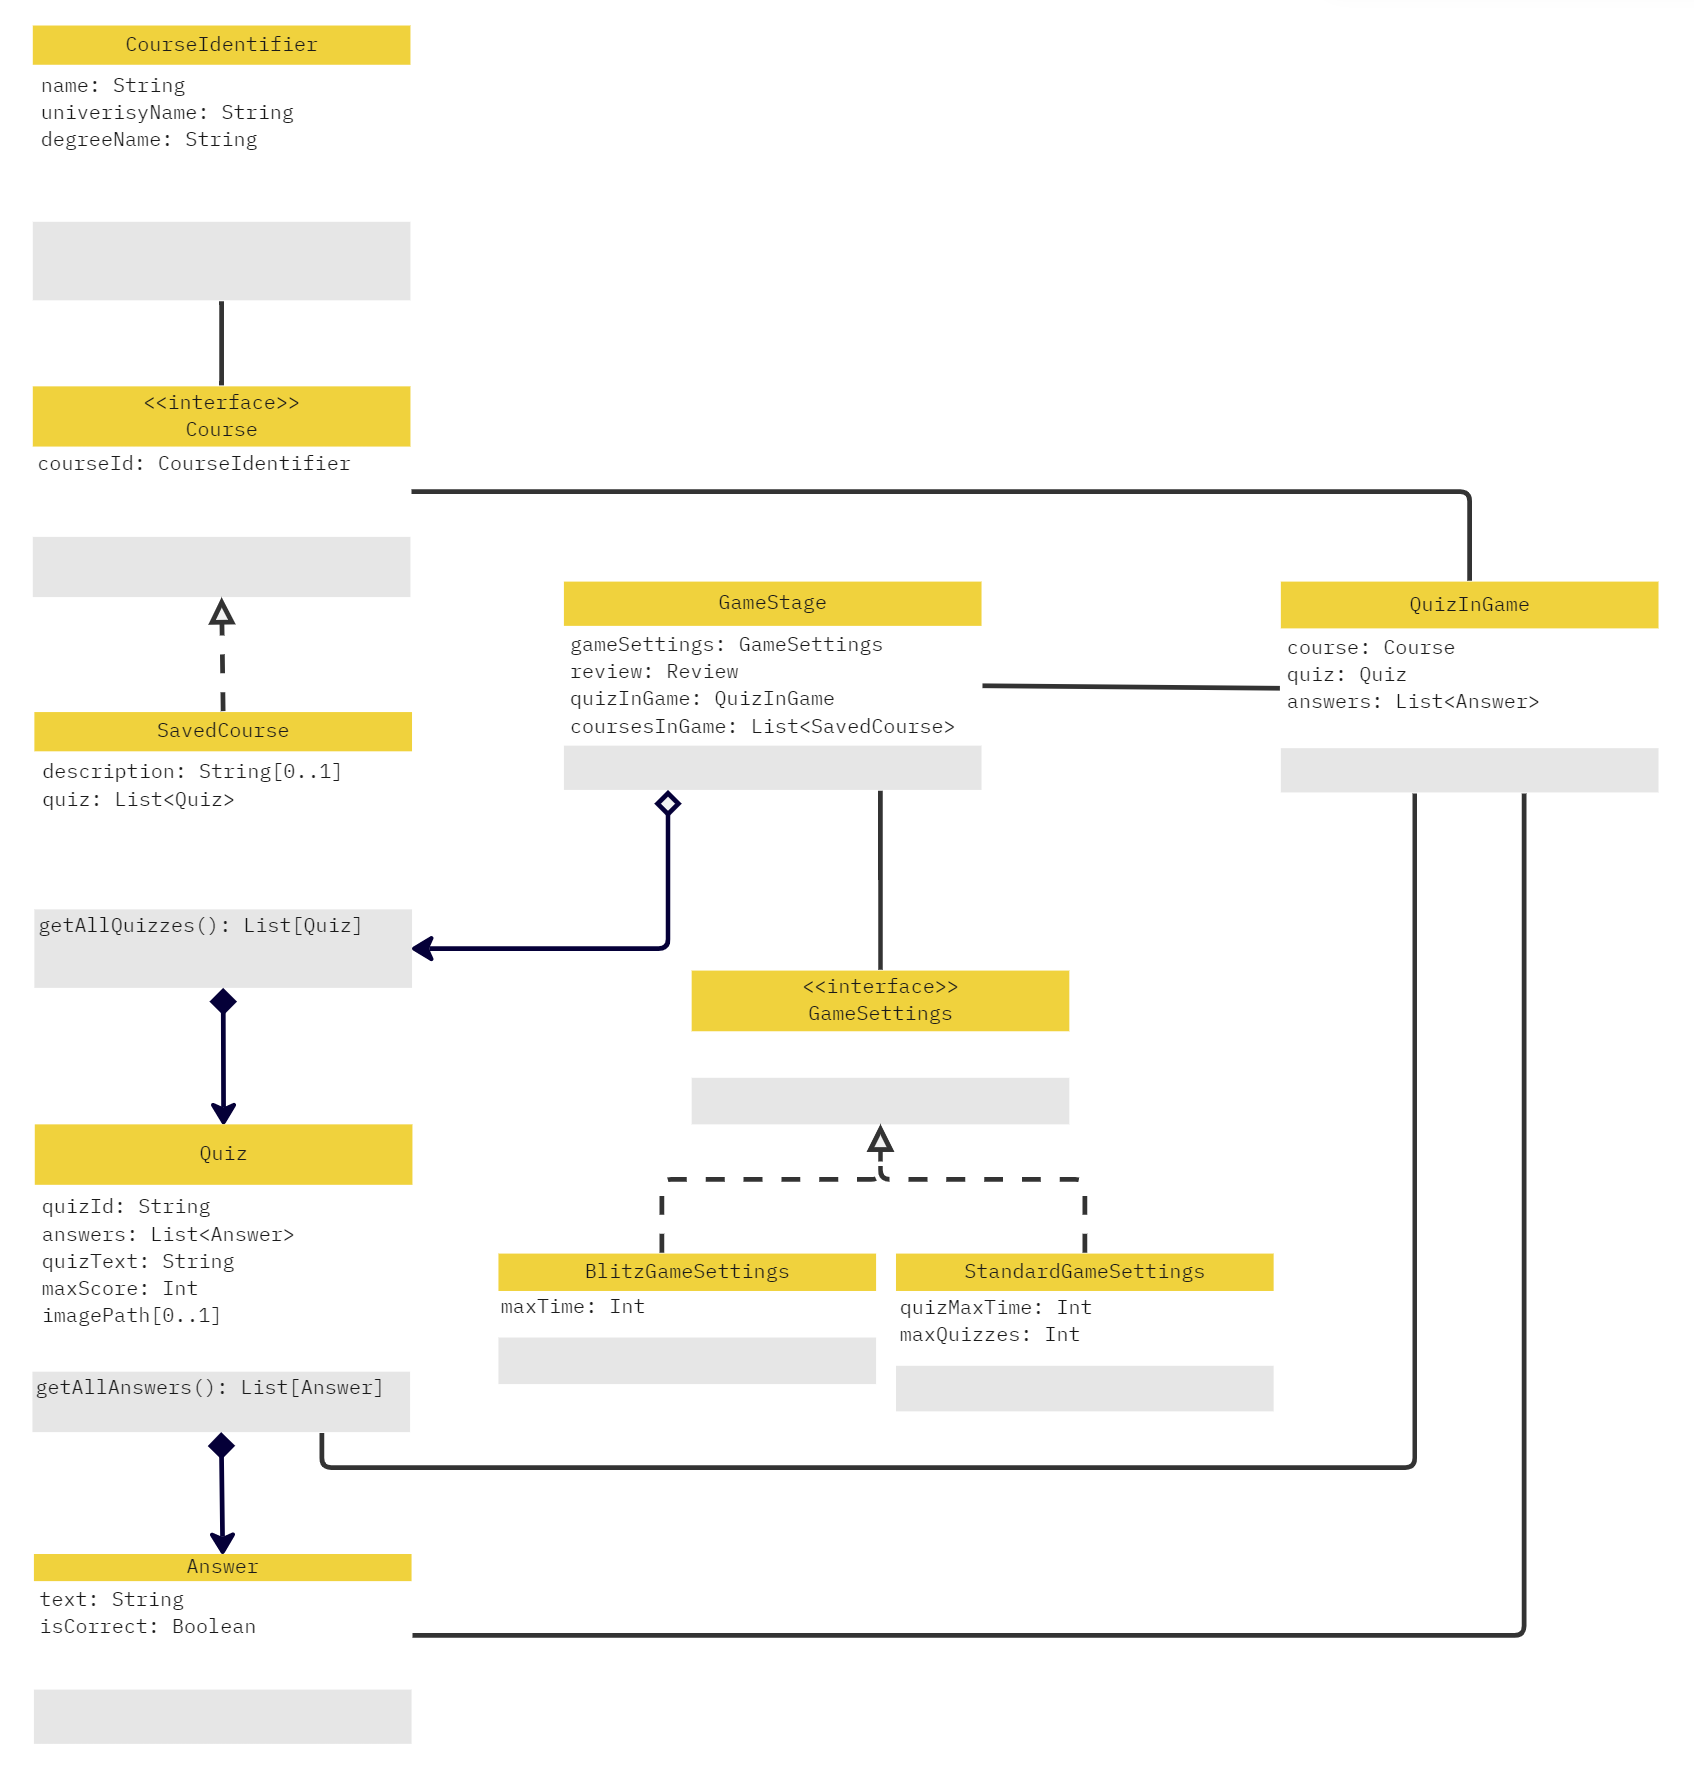 CourseIdentifier
name: String
univerisyName: String
degreeName: String
<<interface>>
Course
courseId: CourseIdentifier
GameStage
gameSettings: GameSettings
review: Review
quizInGame: QuizInGame
coursesInGame: List<SavedCourse>
QuizInGame
course: Course
quiz: Quiz
answers: List<Answer>
SavedCourse
description: String[0..1]
quiz: List<Quiz>
getAllQuizzes(): List[Quiz]
<<interface>>
GameSettings
Quiz
quizId: String
answers: List<Answer>
quizText: String
maxScore: Int
imagePath[0..1]
getAllAnswers(): List[Answer]
BlitzGameSettings
maxTime: Int
StandardGameSettings
quizMaxTime: Int
maxQuizzes: Int
Answer
text: String
isCorrect: Boolean